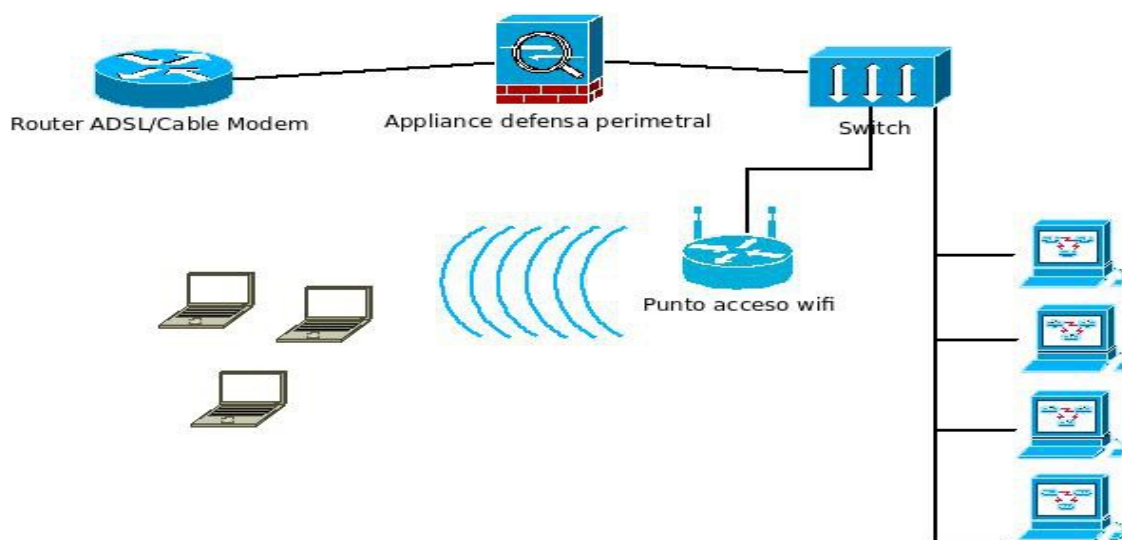 Router ADSL/Cable Modem
Appliance defensa perimetral
Switch
Punto acceso wifi